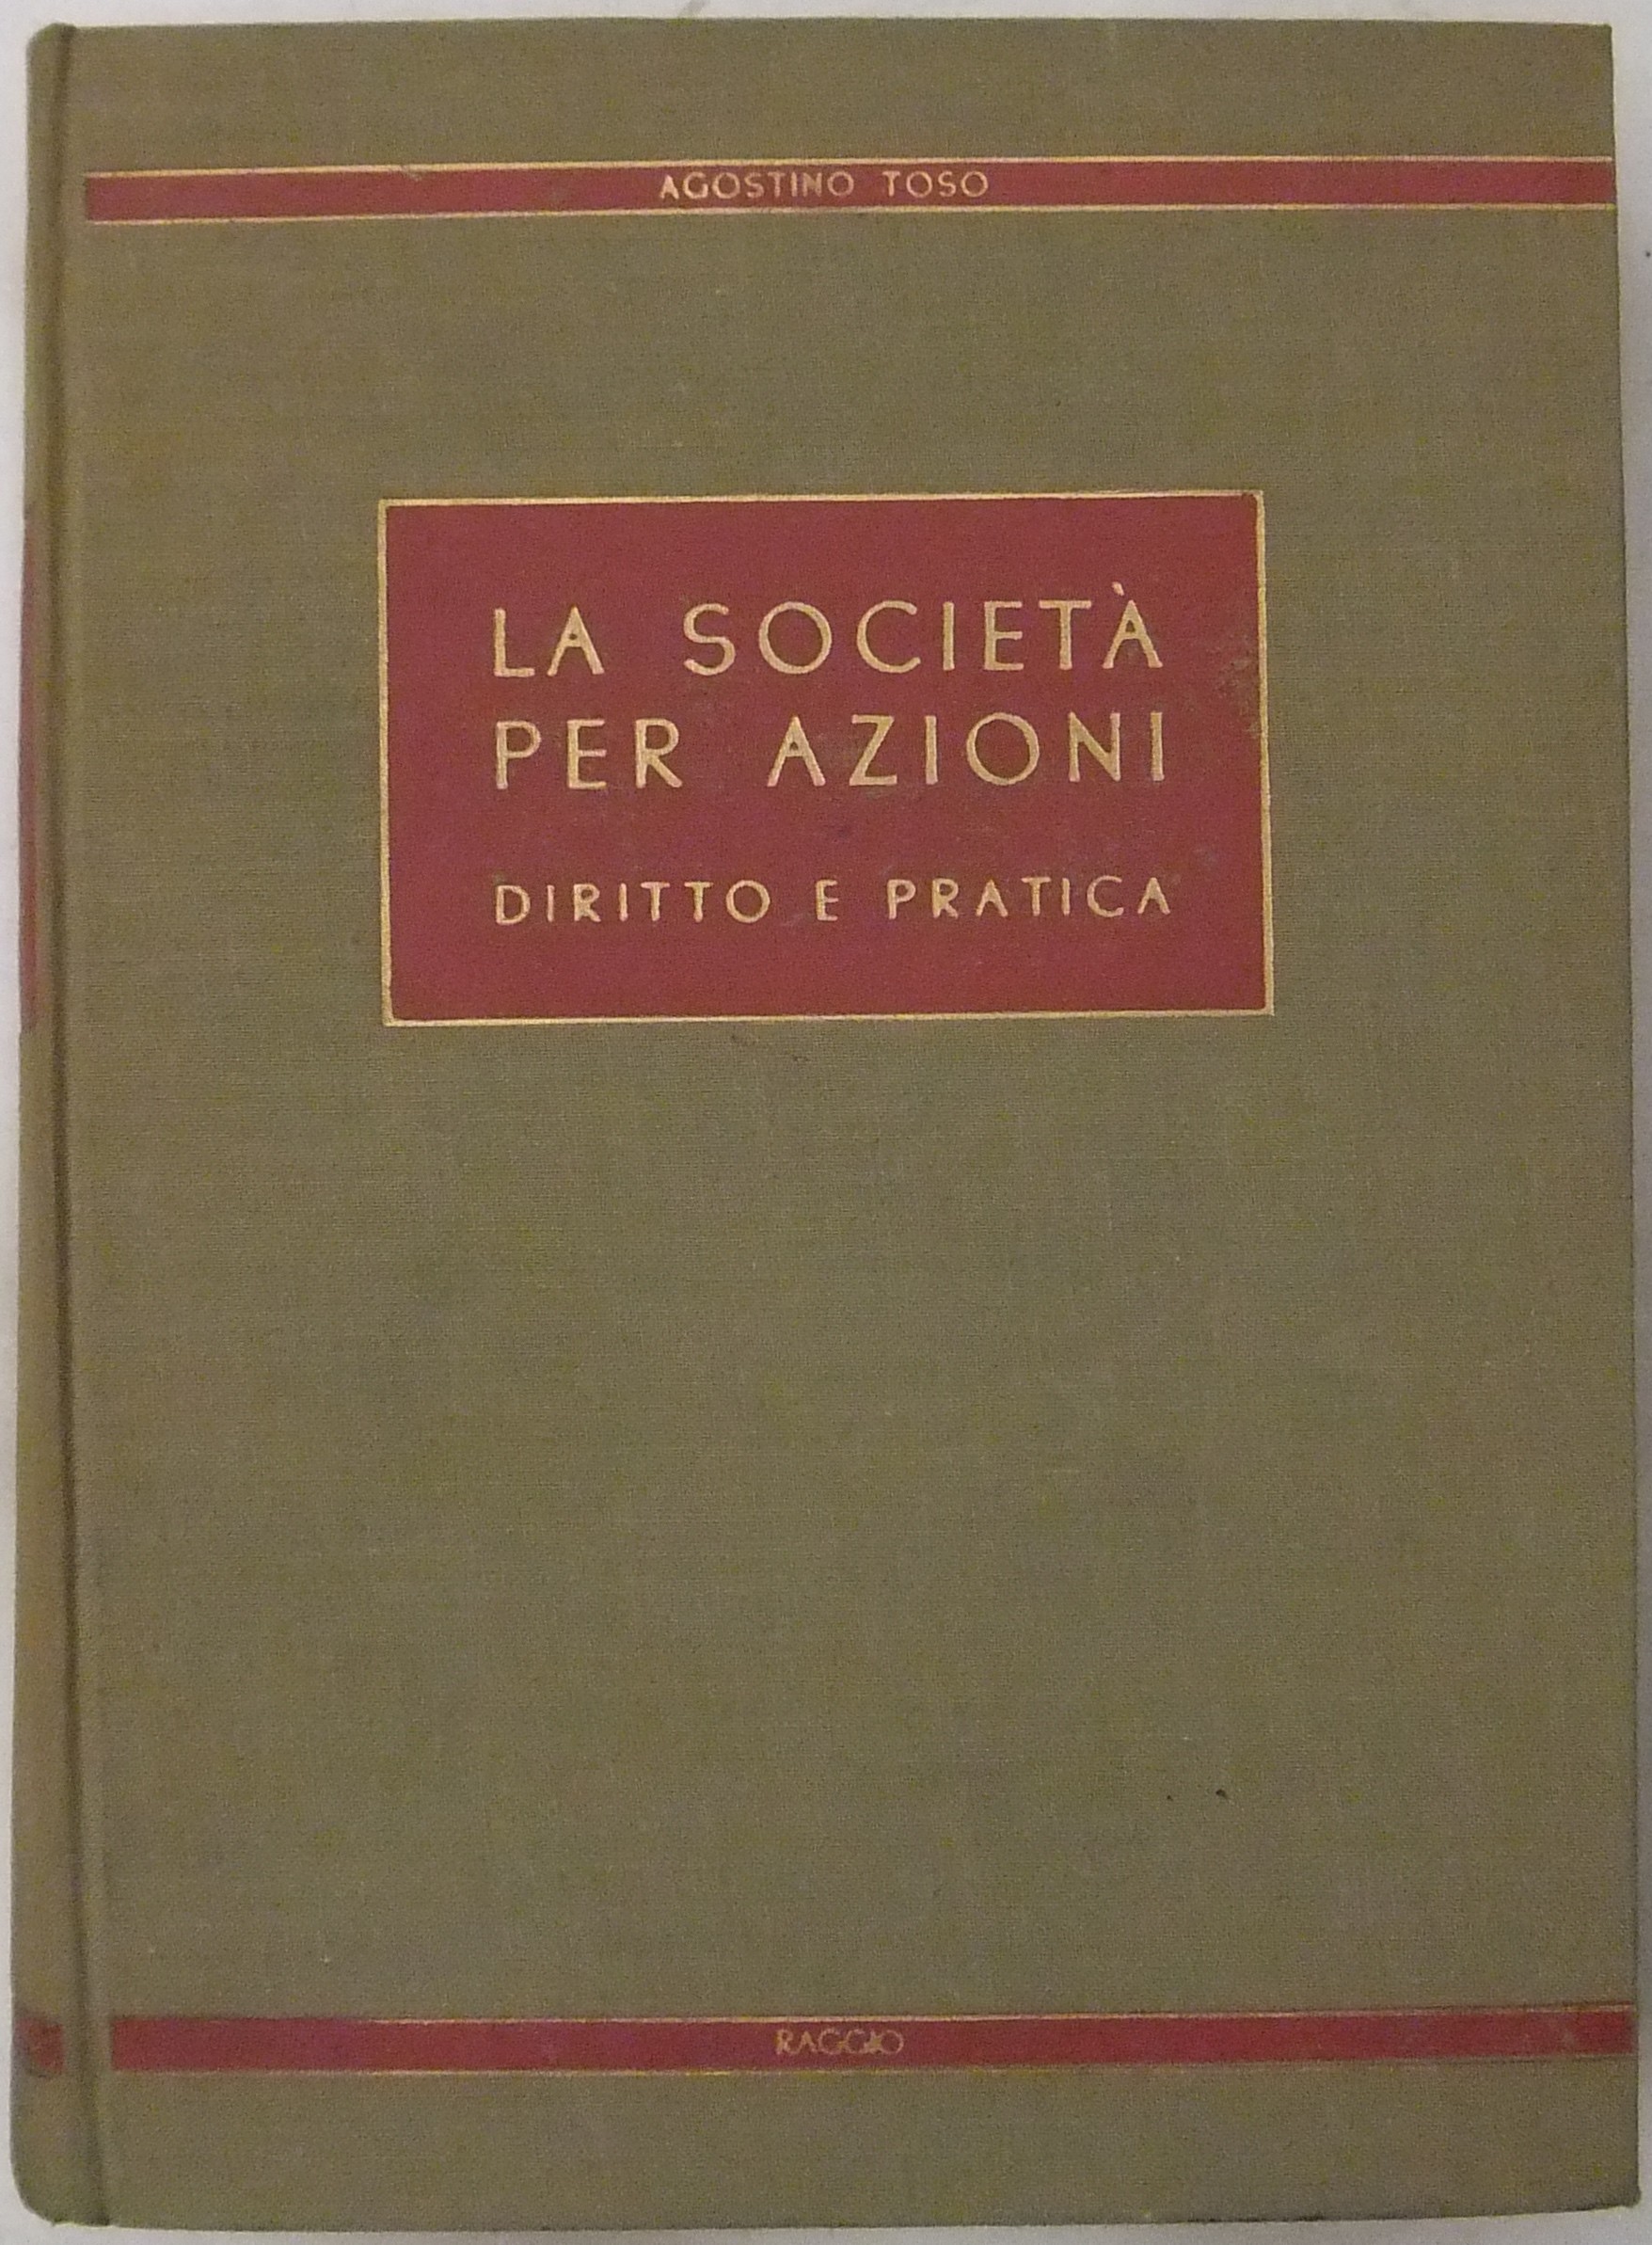 AGOSTINO TOSO
LA SOCIETÀ
PER AZIONI
DIRITTO E PRATICA
RAGGIO